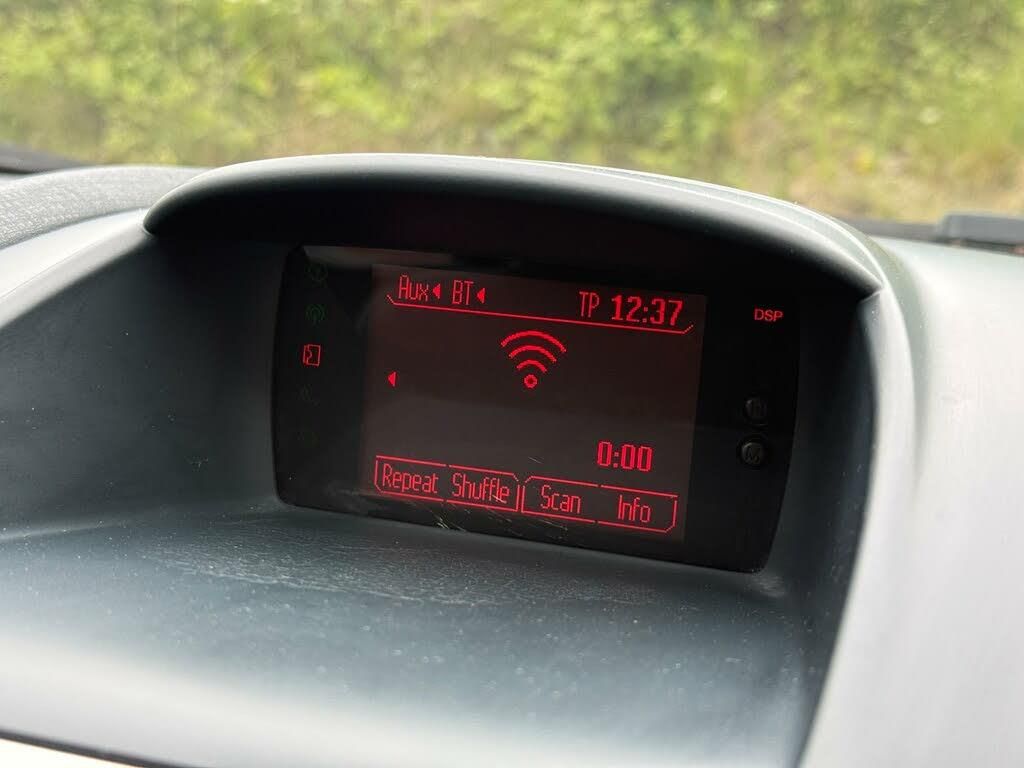 Aux BT TP 12:37
DSP
0:00
M
Repeat Shuffle Scan Info